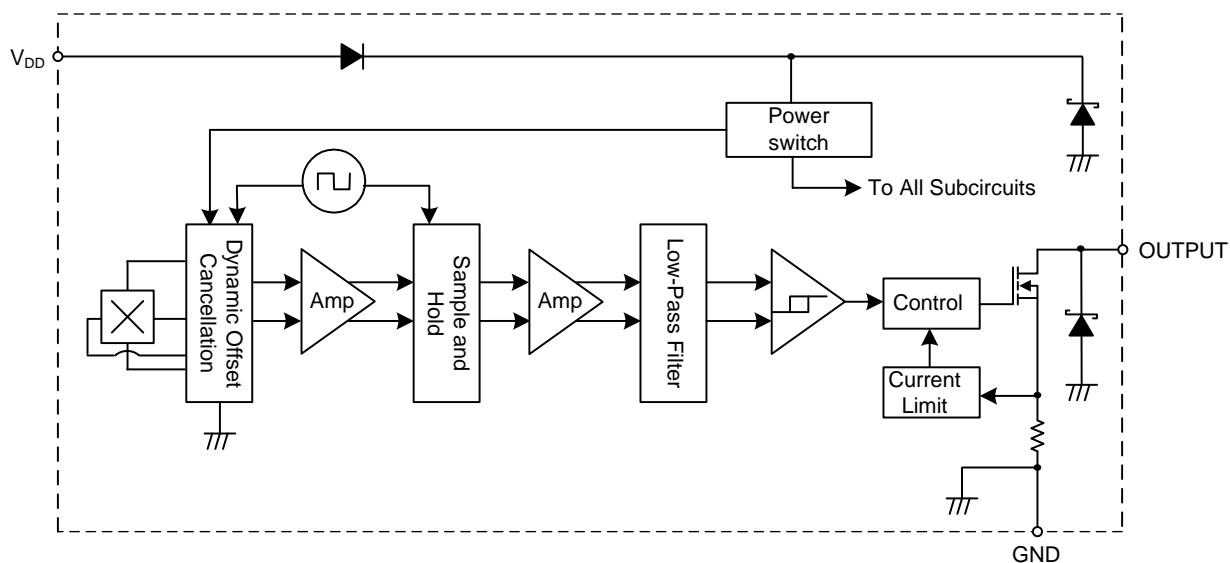 VDD
Power
switch
To All Subcircuits
OUTPUT
Dynamic Offset
Cancellation
Amp
Sample and
Hold
Amp
Low-Pass Filter
Control
Current
Limit
GND